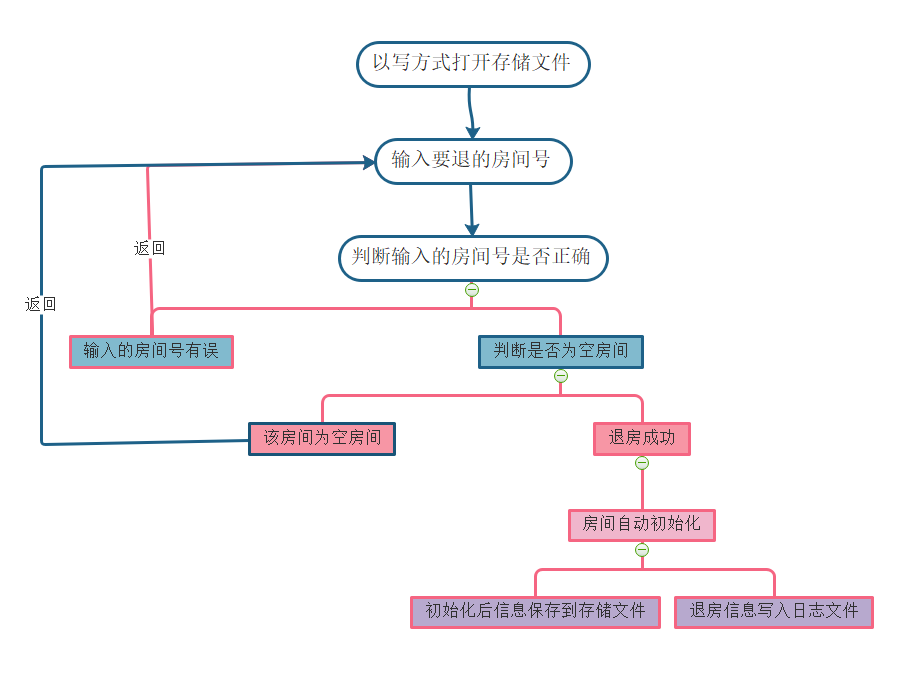 以写方式打开存储文件
输入要退的房间号
判断输入的房间号是否正确
返回
返回
输入的房间号有误
判断是否为空房间
该房间为空房间
退房成功
房间自动初始化
初始化后信息保存到存储文件
退房信息写入日志文件